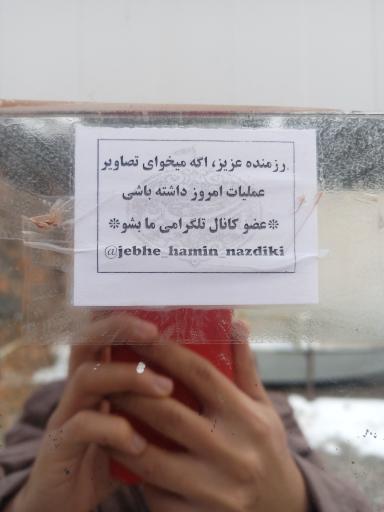 رزمنده عزیز، اگه میخوای تصاویر
عملیات امروز داشته باشی
*عضو کانال تلگرامی ما بشو*
@jebhe_hamin_nazdiki